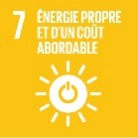 7 ÉNERGIE PROPRE
ET D'UN COÛT
ABORDABLE